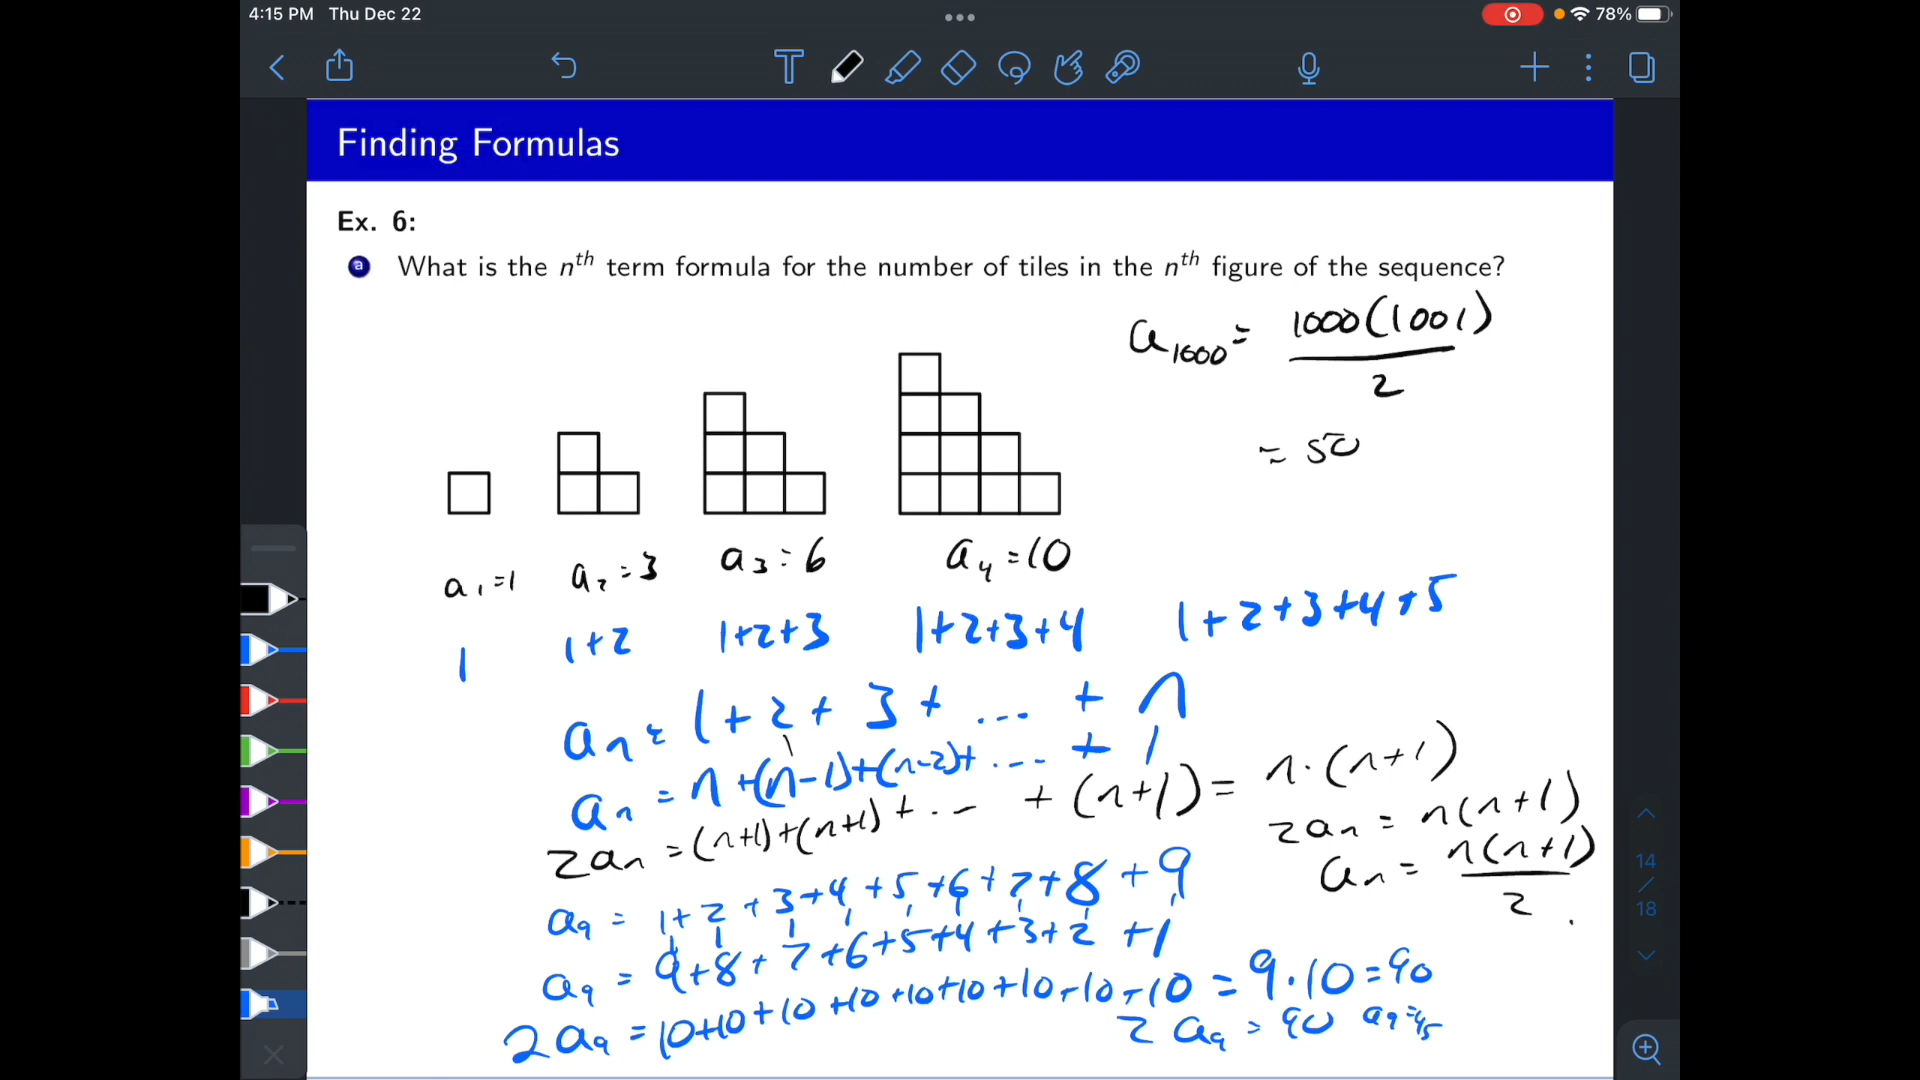 4:15 PM Thu Dec 22
78%
Finding Formulas
Ex. 6:
a What is the nth term formula for the number of tiles in the nth figure of the sequence?
a1000 = 1000(1001)
2
= 50
a1=1 a2=3 a3=6 a4=10
1 1+2 1+2+3 1+2+3+4 1+2+3+4+5
an = 1+2+3+ ... + n
an = n+(n-1)+(n-2)+ ... + 1
2an = (n+1)+(n+1)+ ... + (n+1) = n·(n+1)
2an = n(n+1)
an = n(n+1)
2
a9 = 1+2+3+4+5+6+7+8+9
a9 = 9+8+7+6+5+4+3+2+1
2a9 = 10+10+10+10+10+10+10+10+10 = 9·10=90
2a9 = 90 a9=45
14
/
18